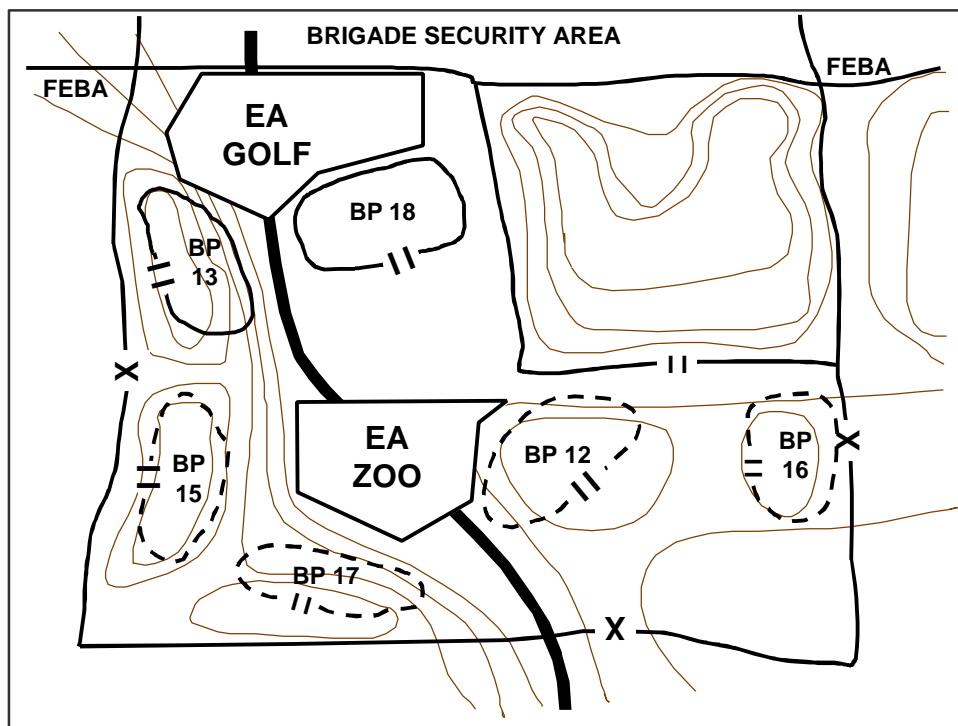 BRIGADE SECURITY AREA
FEBA
FEBA
EA
GOLF
BP 18
BP
13
X
EA
ZOO
BP 12
BP
16
X
BP
15
BP 17
X